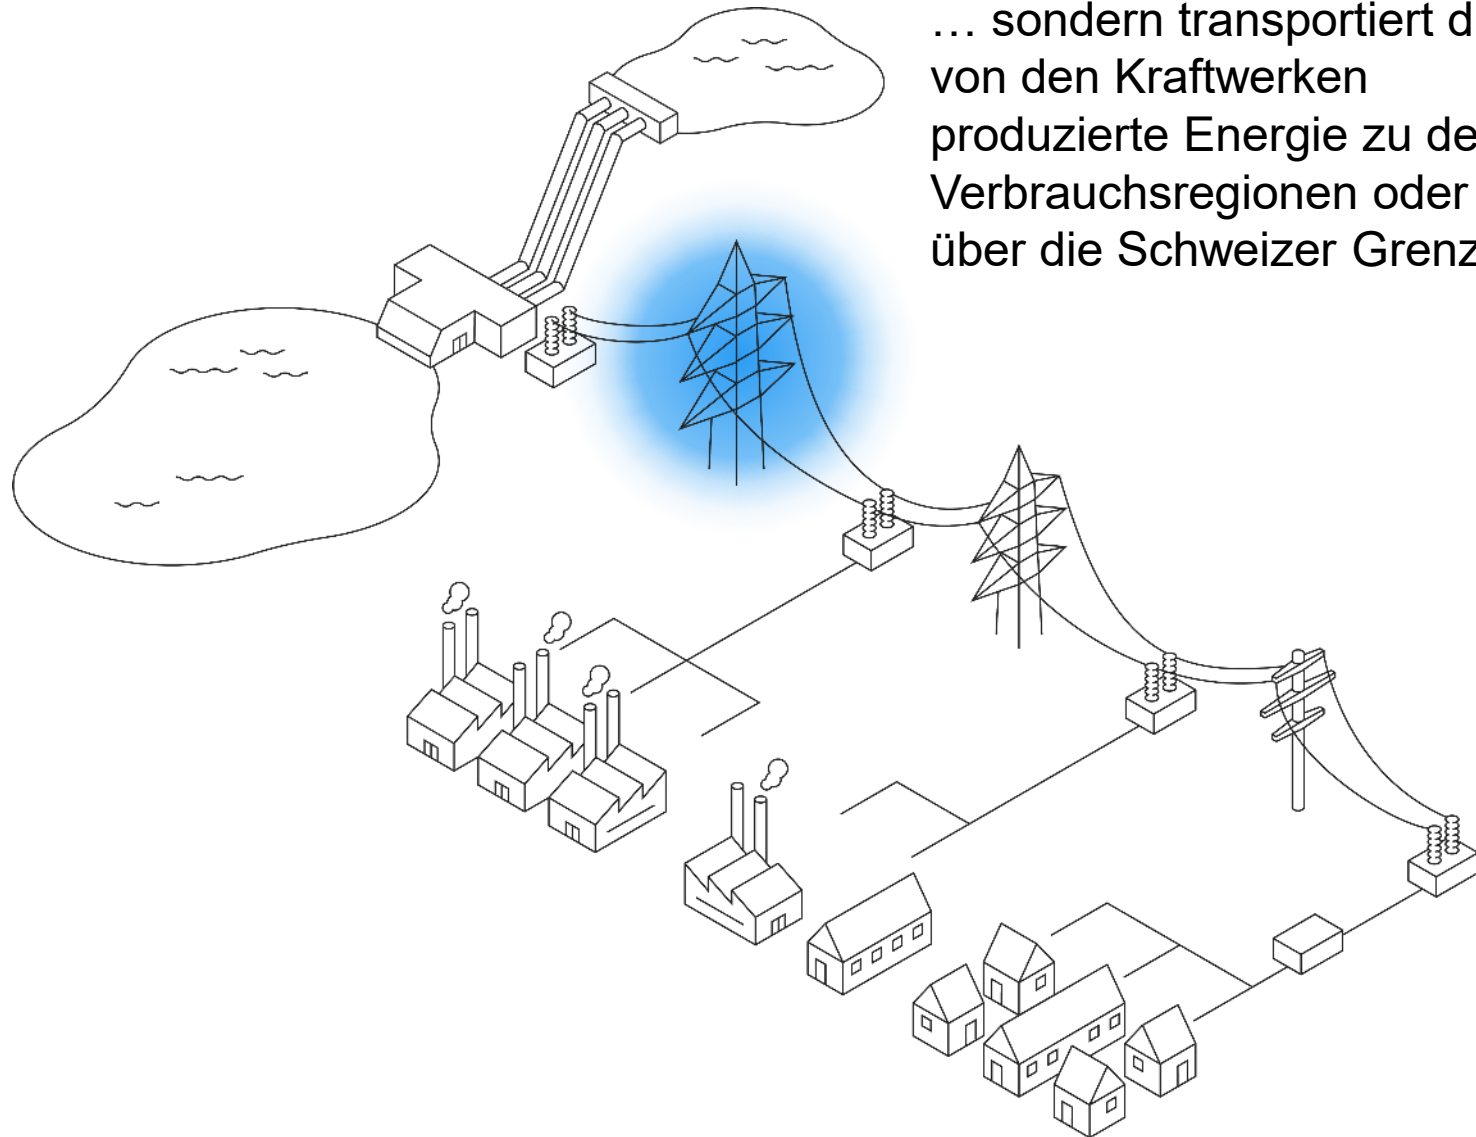 … sondern transportiert d
von den Kraftwerken
produzierte Energie zu de
Verbrauchsregionen oder
über die Schweizer Grenz